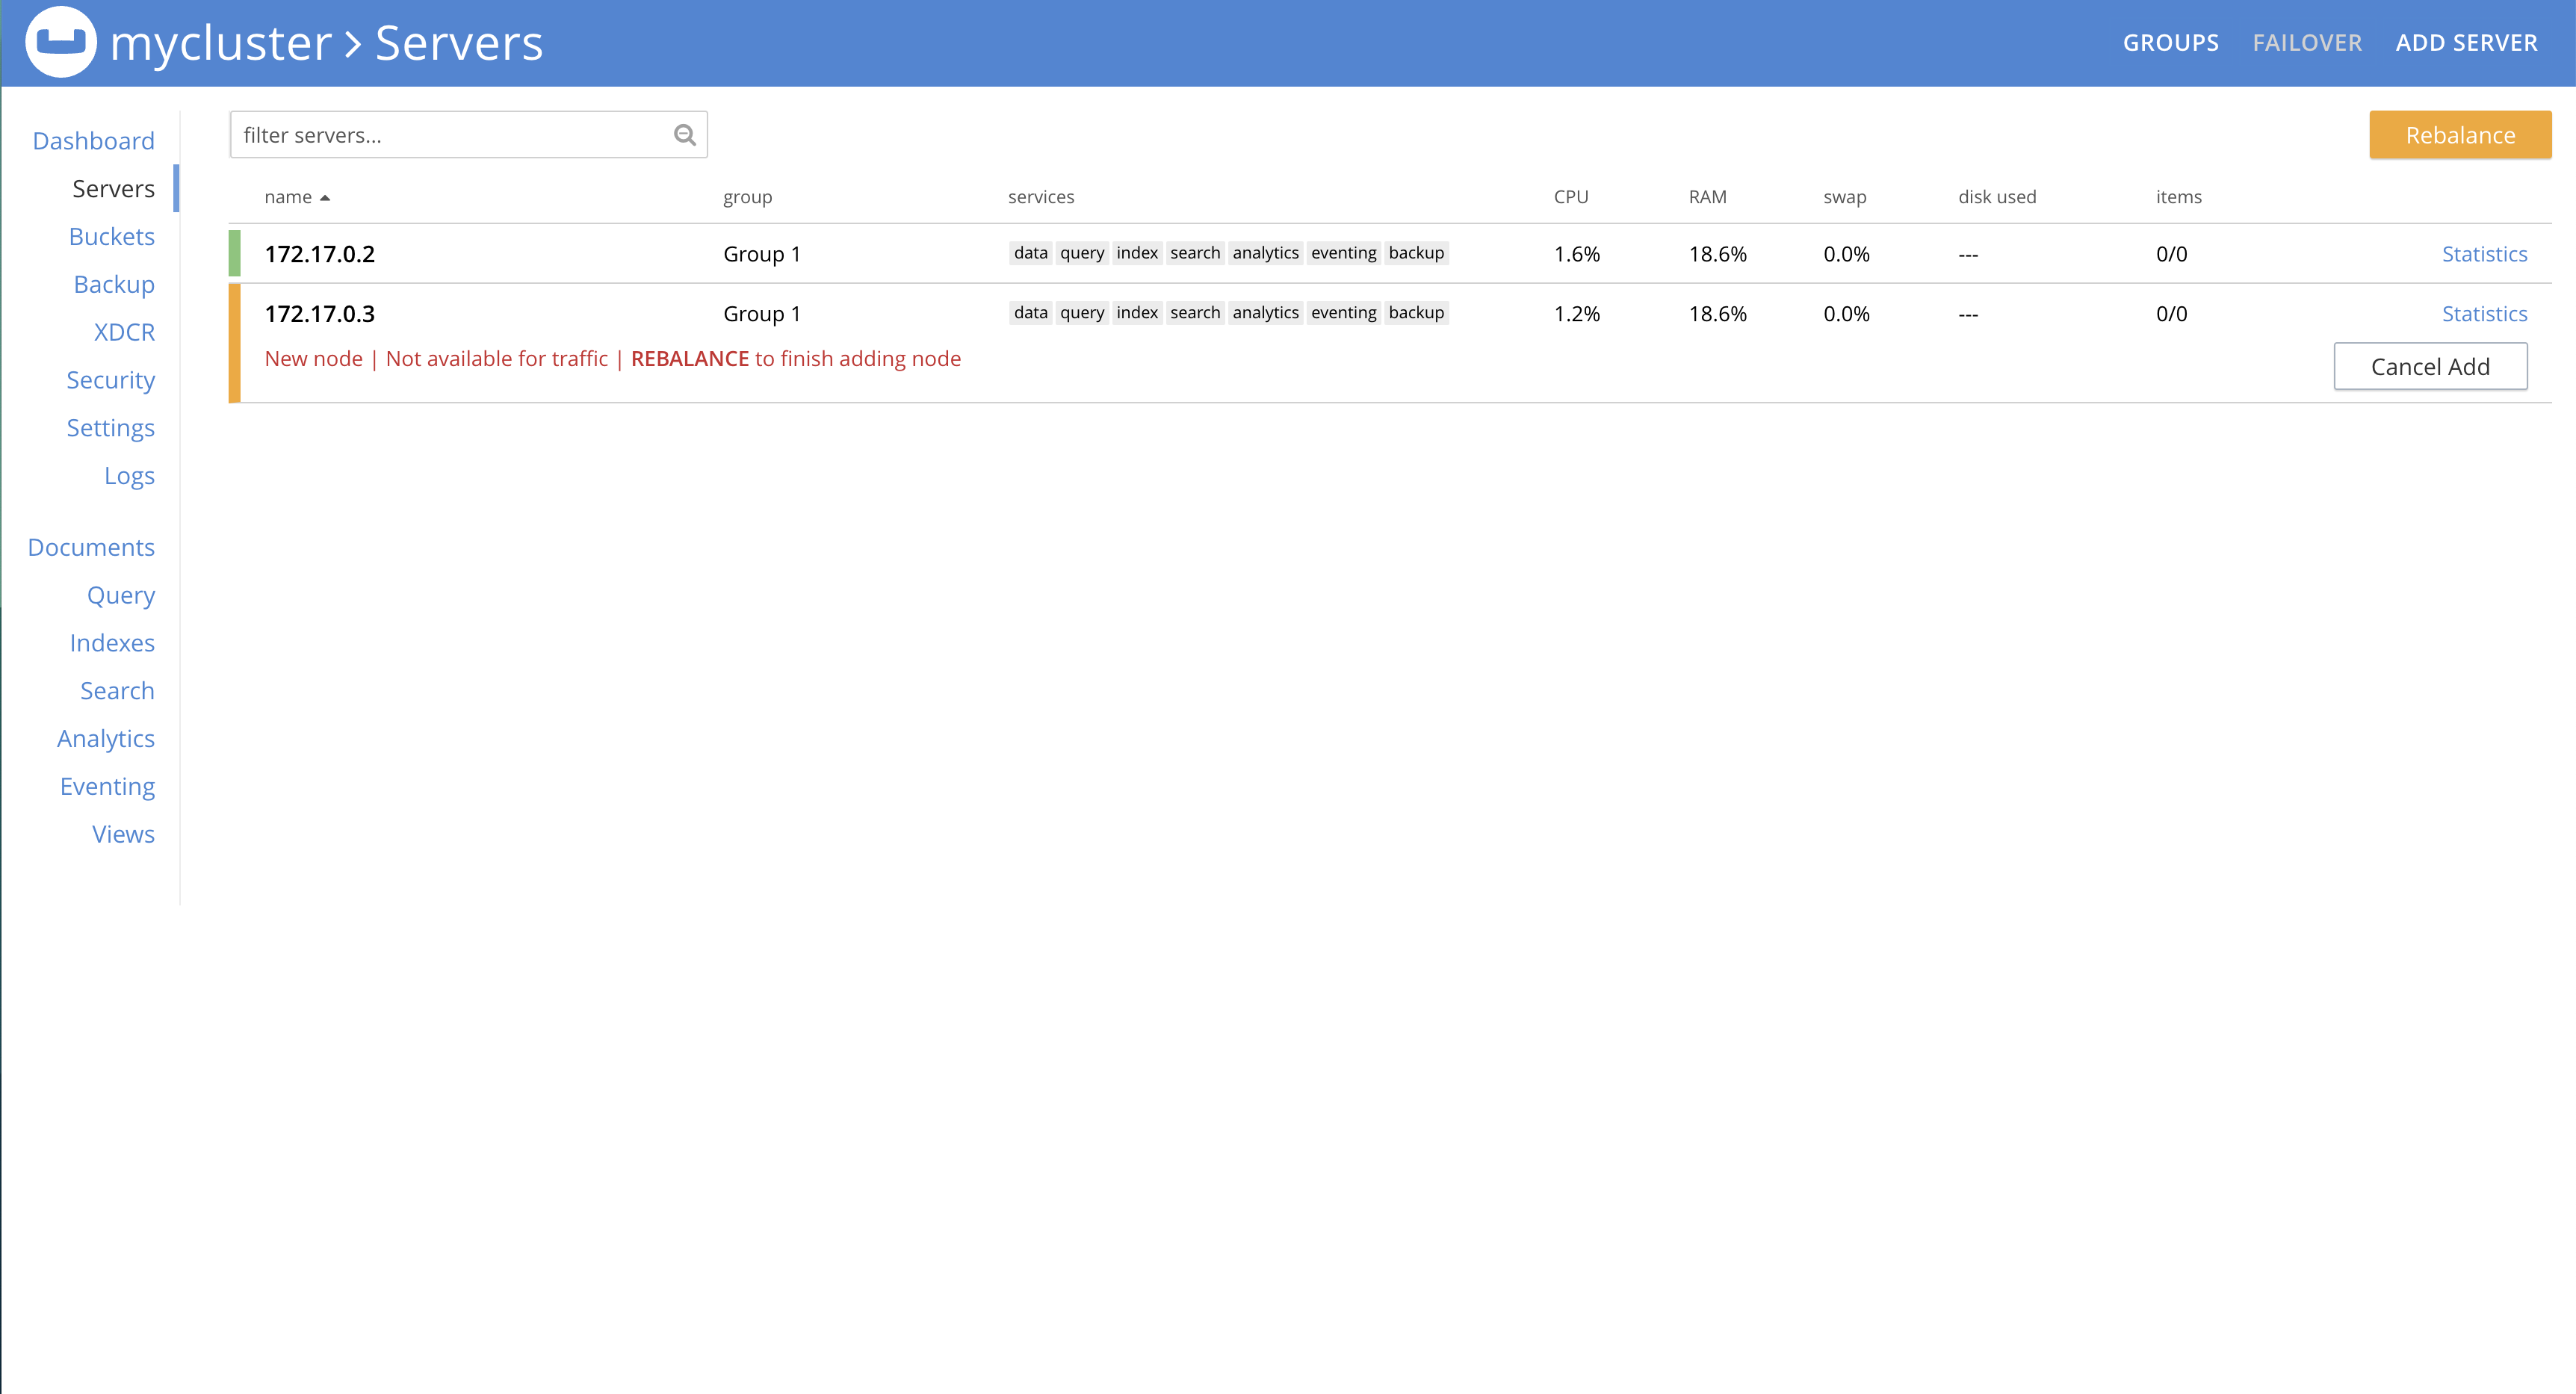 mycluster > Servers
GROUPS FAILOVER ADD SERVER
Dashboard
Servers
Buckets
Backup
XDCR
Security
Settings
Logs
Documents
Query
Indexes
Search
Analytics
Eventing
Views
filter servers...
Rebalance
name group services CPU RAM swap disk used items
172.17.0.2 Group 1 data query index search analytics eventing backup 1.6% 18.6% 0.0% --- 0/0 Statistics
172.17.0.3 Group 1 data query index search analytics eventing backup 1.2% 18.6% 0.0% --- 0/0 Statistics
New node | Not available for traffic | REBALANCE to finish adding node
Cancel Add